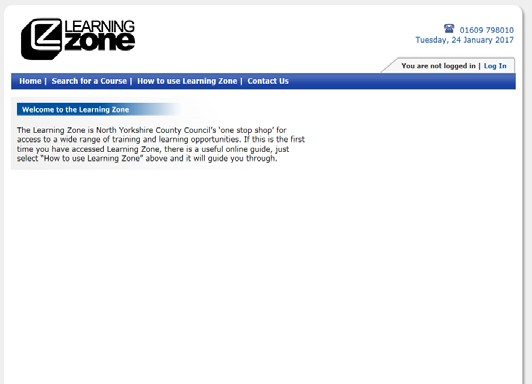 LEARNING
zone
01609 798010
Tuesday, 24 January 2017
You are not logged in | Log In
Home | Search for a Course | How to use Learning Zone | Contact Us
Welcome to the Learning Zone
The Learning Zone is North Yorkshire County Council's 'one stop shop' for
access to a wide range of training and learning opportunities. If this is the first
time you have accessed Learning Zone, there is a useful online guide, just
select "How to use Learning Zone" above and it will guide you through.